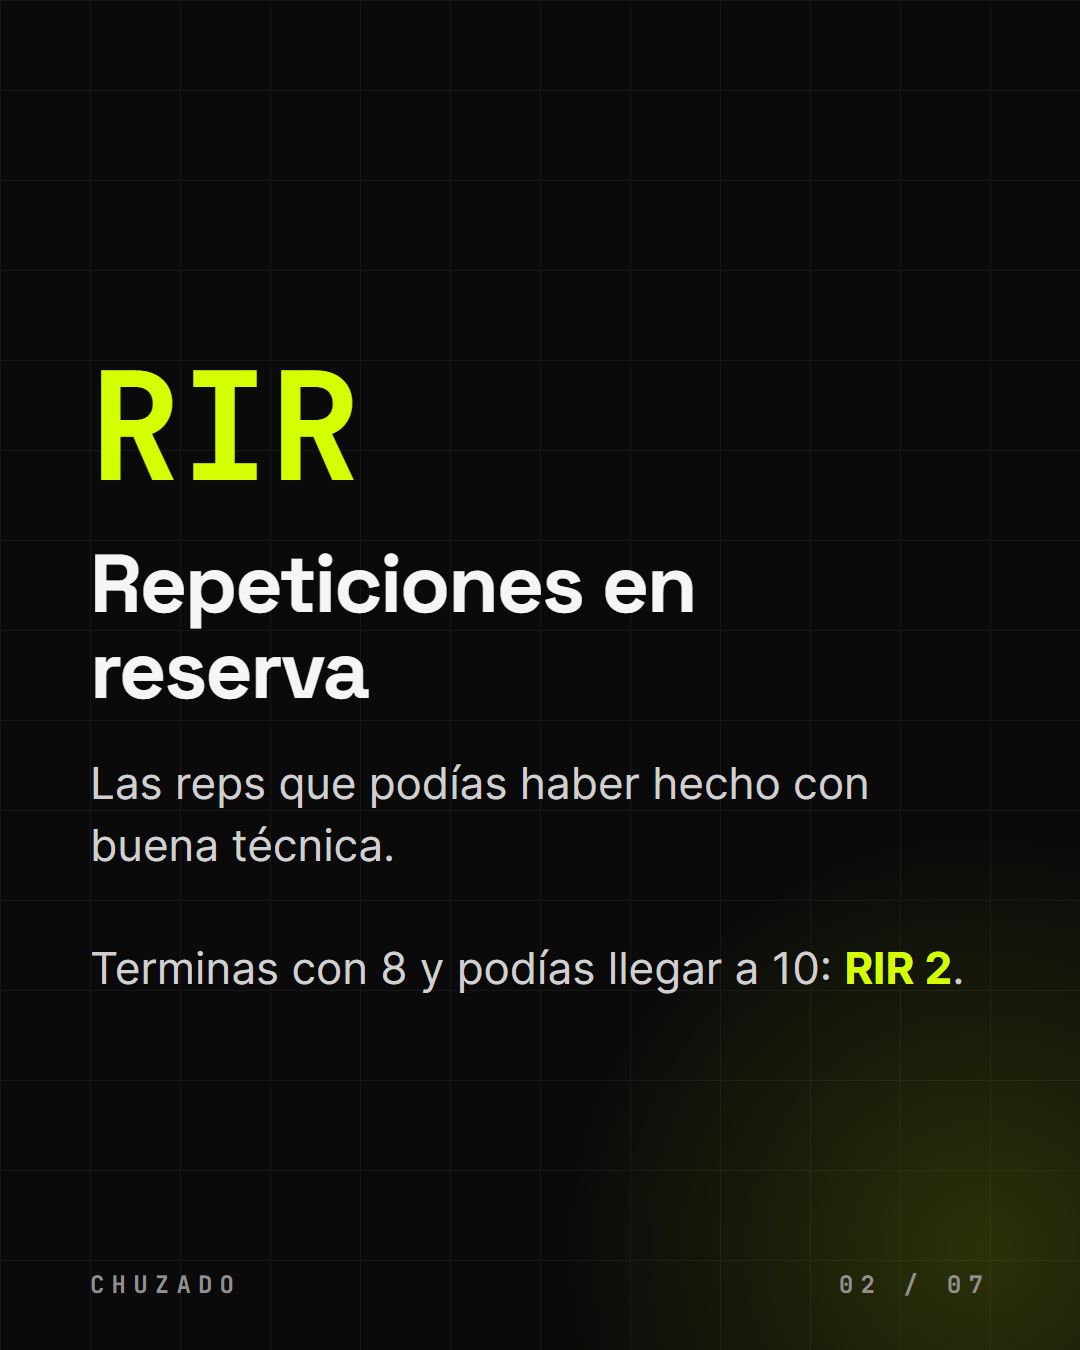 RIR
Repeticiones en
reserva
Las reps que podías haber hecho con
buena técnica.
Terminas con 8 y podías llegar a 10: RIR 2.
CHUZADO
02 / 07